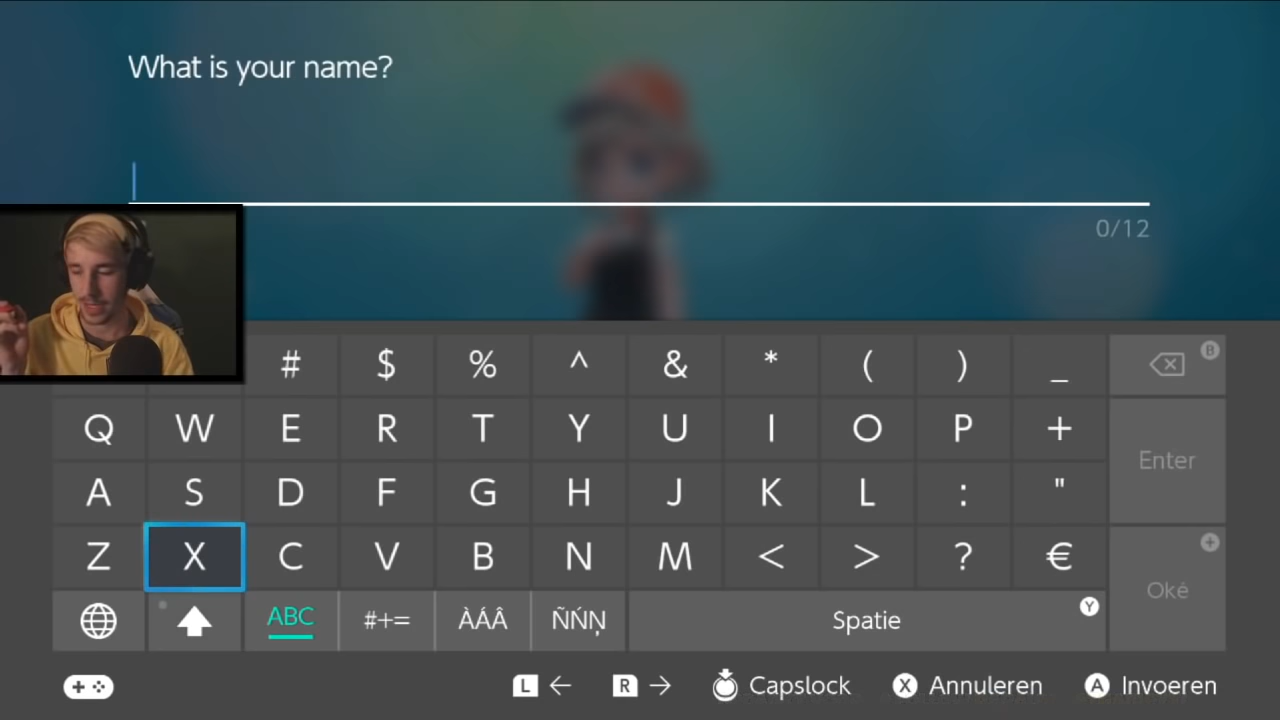 What is your name?
0/12
# $ % ^ & * ( ) _ B
Q W E R T Y U I O P +
A S D F G H J K L : " Enter
Z X C V B N M < > ? € +
ABC #+= ÀÁÂ ÑŃŅ Spatie Y Oké
L ← R → Capslock X Annuleren A Invoeren